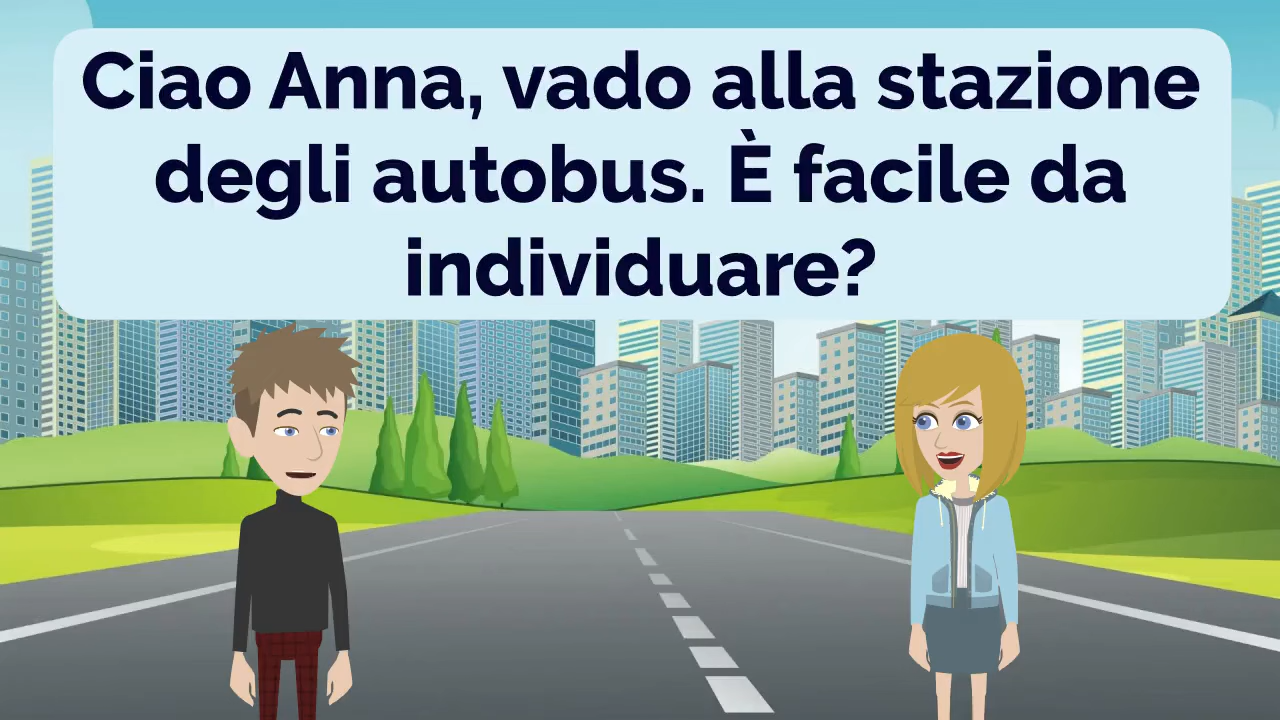 Ciao Anna, vado alla stazione
degli autobus. È facile da
individuare?